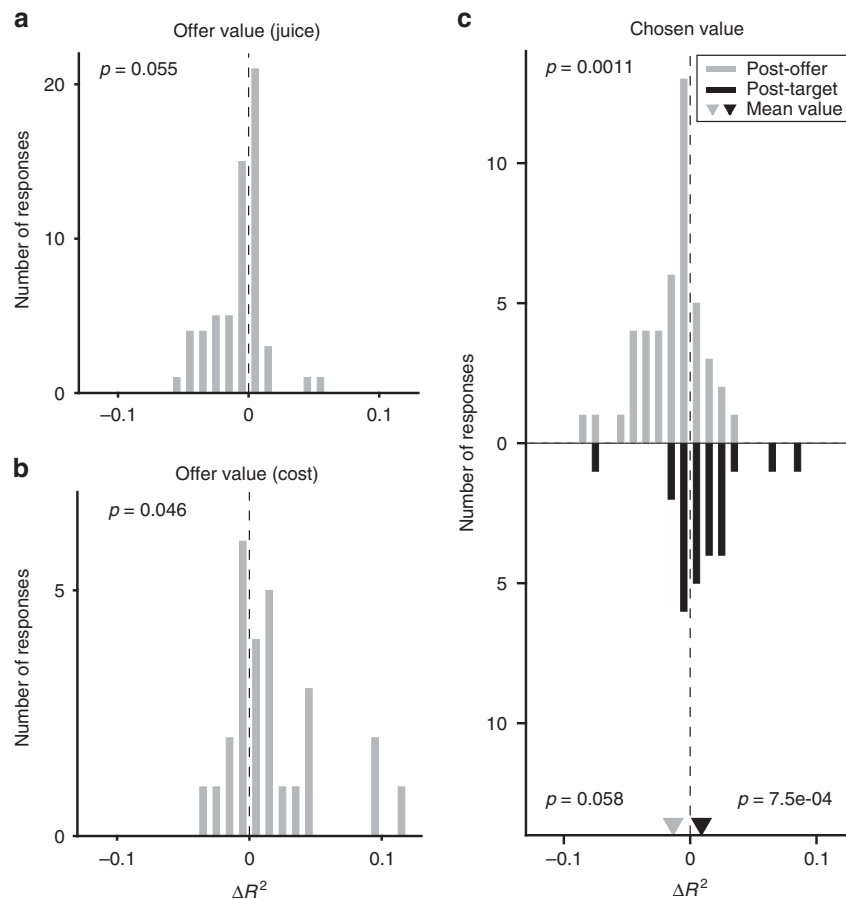 a
Offer value (juice)
p = 0.055
20
10
0
Number of responses
−0.1
0
0.1
b
Offer value (cost)
p = 0.046
5
0
Number of responses
−0.1
0
0.1
ΔR²
c
Chosen value
p = 0.0011
Post-offer
Post-target
Mean value
10
5
0
5
10
Number of responses
p = 0.058
p = 7.5e-04
−0.1
0
0.1
ΔR²